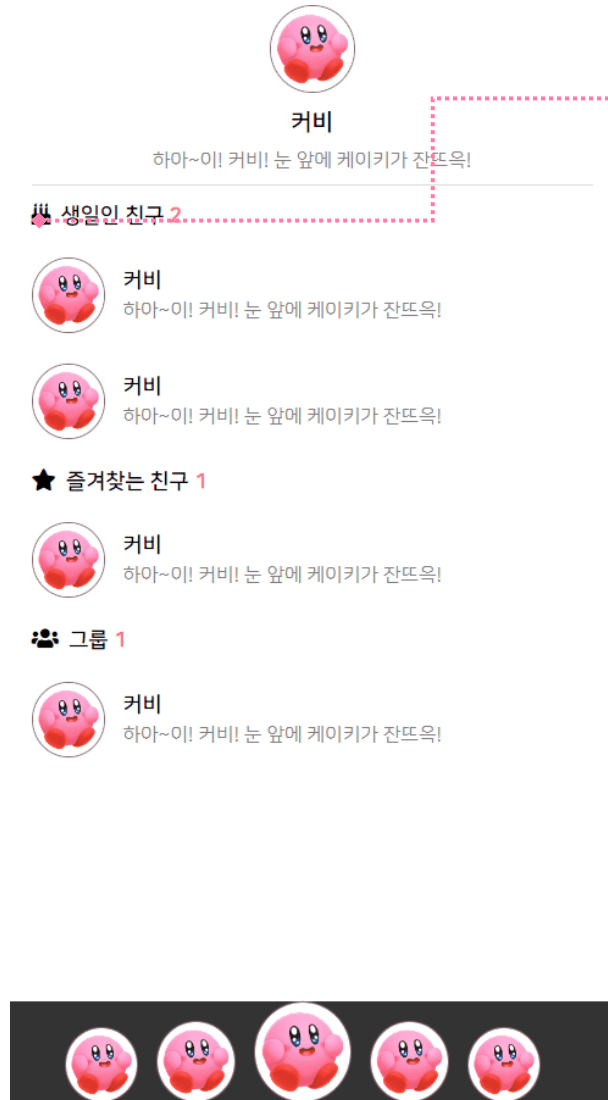 커비
하아~이! 커비! 눈 앞에 케이키가 잔뜨윽!
생일인 친구 2
커비
하아~이! 커비! 눈 앞에 케이키가 잔뜨윽!
커비
하아~이! 커비! 눈 앞에 케이키가 잔뜨윽!
즐겨찾는 친구 1
커비
하아~이! 커비! 눈 앞에 케이키가 잔뜨윽!
그룹 1
커비
하아~이! 커비! 눈 앞에 케이키가 잔뜨윽!